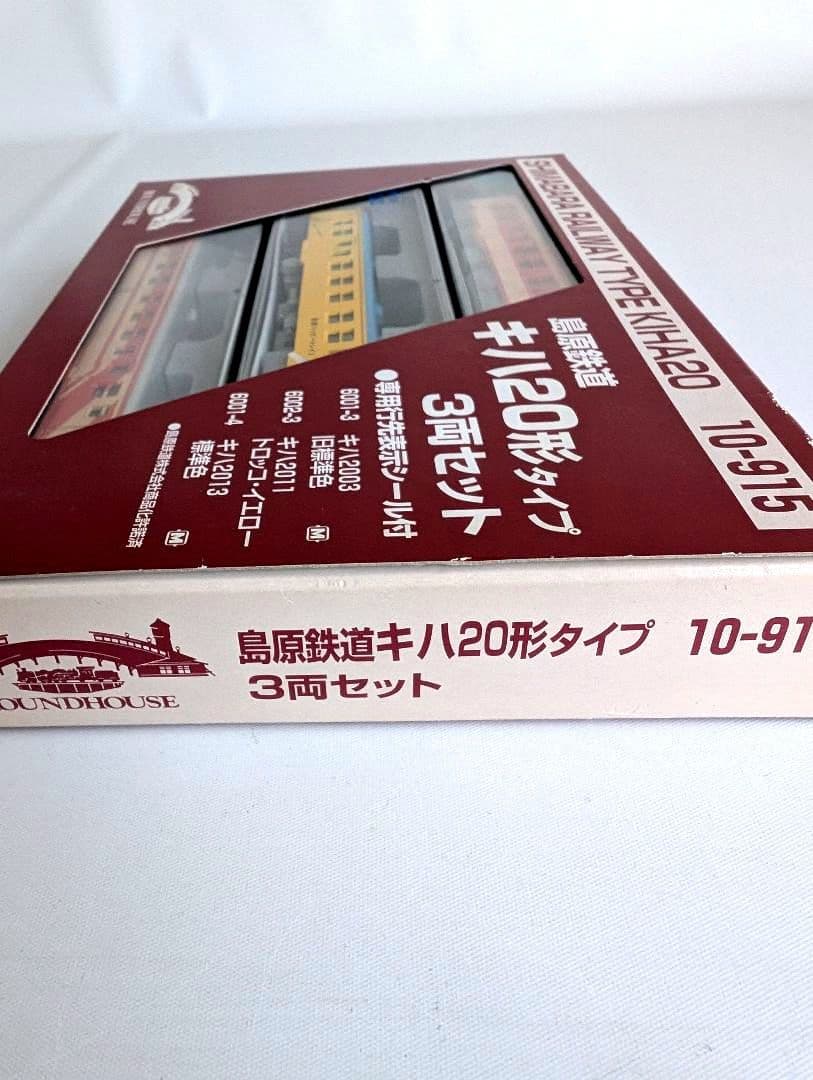 SHIMABARA RAILWAY TYPE KIHA20 10-915
島原鉄道
キハ20形タイプ
3両セット
●専用行先表示シール付
6001-3 キハ2003
旧標準色 M
6002-3 キハ2011
トロッコ・イエロー
6001-4 キハ2013
標準色 M
●島原鉄道株式会社商品化許諾済
島原鉄道キハ20形タイプ 10-91
3両セット
OUNDHOUSE